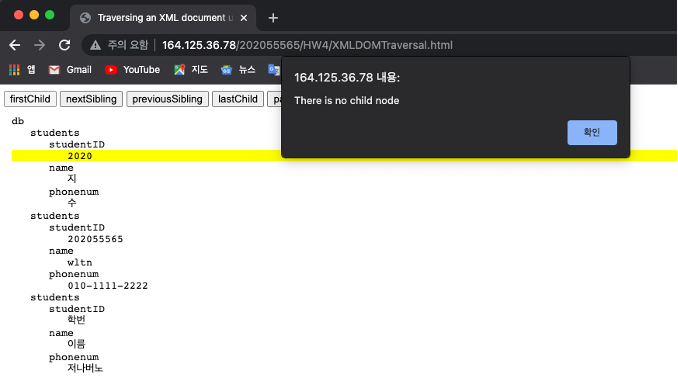 Traversing an XML document u
주의 요함 164.125.36.78/202055565/HW4/XMLDOMTraversal.html
앱 Gmail YouTube 지도 뉴스
164.125.36.78 내용:
There is no child node
확인
firstChild nextSibling previousSibling lastChild
db
students
studentID
2020
name
지
phonenum
수
students
studentID
202055565
name
wltn
phonenum
010-1111-2222
students
studentID
학번
name
이름
phonenum
저나버노